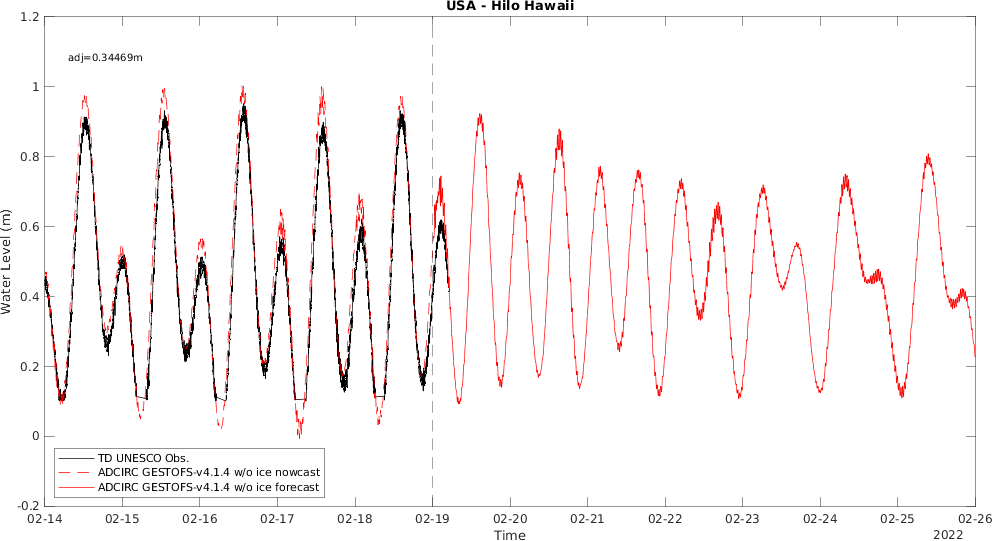 USA - Hilo Hawaii
1.2
adj=0.34469m
1
0.8
0.6
Water Level (m)
0.4
0.2
0
TD UNESCO Obs.
ADCIRC GESTOFS-v4.1.4 w/o ice nowcast
ADCIRC GESTOFS-v4.1.4 w/o ice forecast
-0.2
02-14 02-15 02-16 02-17 02-18 02-19 02-20 02-21 02-22 02-23 02-24 02-25 02-26
Time
2022